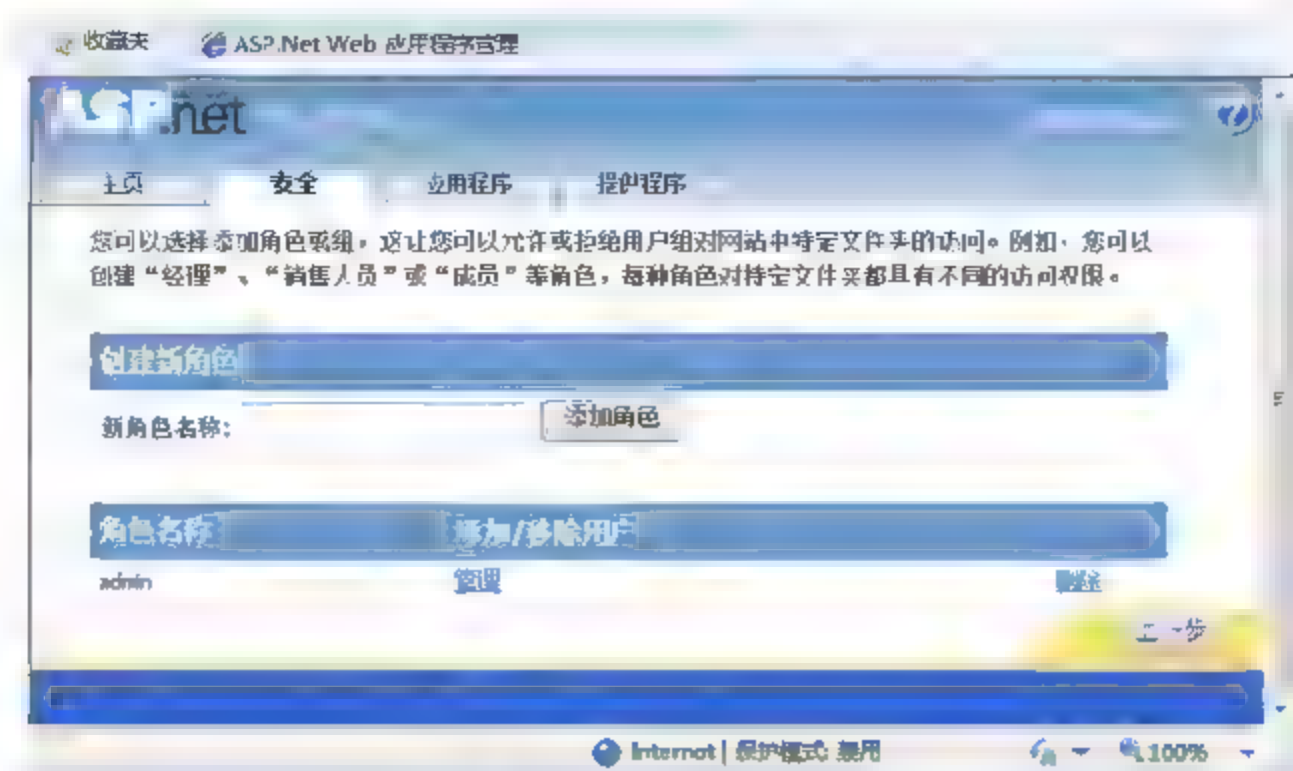 收藏夹 ASP.Net Web 应用程序管理
ASP.net
主页 安全 应用程序 提供程序
您可以选择添加角色或组，这让您可以允许或拒绝用户组对网站中特定文件夹的访问。例如，您可以
创建“经理”、“销售人员”或“成员”等角色，每种角色对特定文件夹都具有不同的访问权限。
创建新角色
新角色名称： 添加角色
角色名称 添加/移除用户
admin 管理 删除
上一步
Internet | 保护模式: 禁用 100%